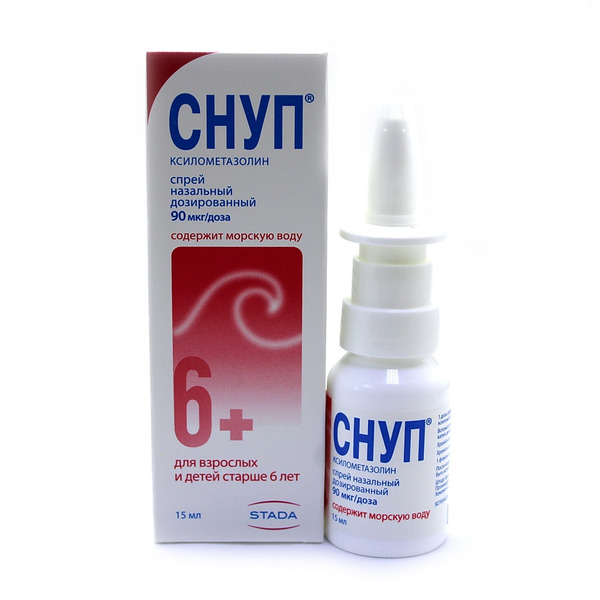 СНУП®
КСИЛОМЕТАЗОЛИН
спрей
назальный
дозированный
90 мкг/доза
содержит морскую воду
6+
для взрослых
и детей старше 6 лет
15 мл
STADA
СНУП®
КСИЛОМЕТАЗОЛИН
спрей назальный
дозированный
90 мкг/доза
содержит морскую воду
15 мл